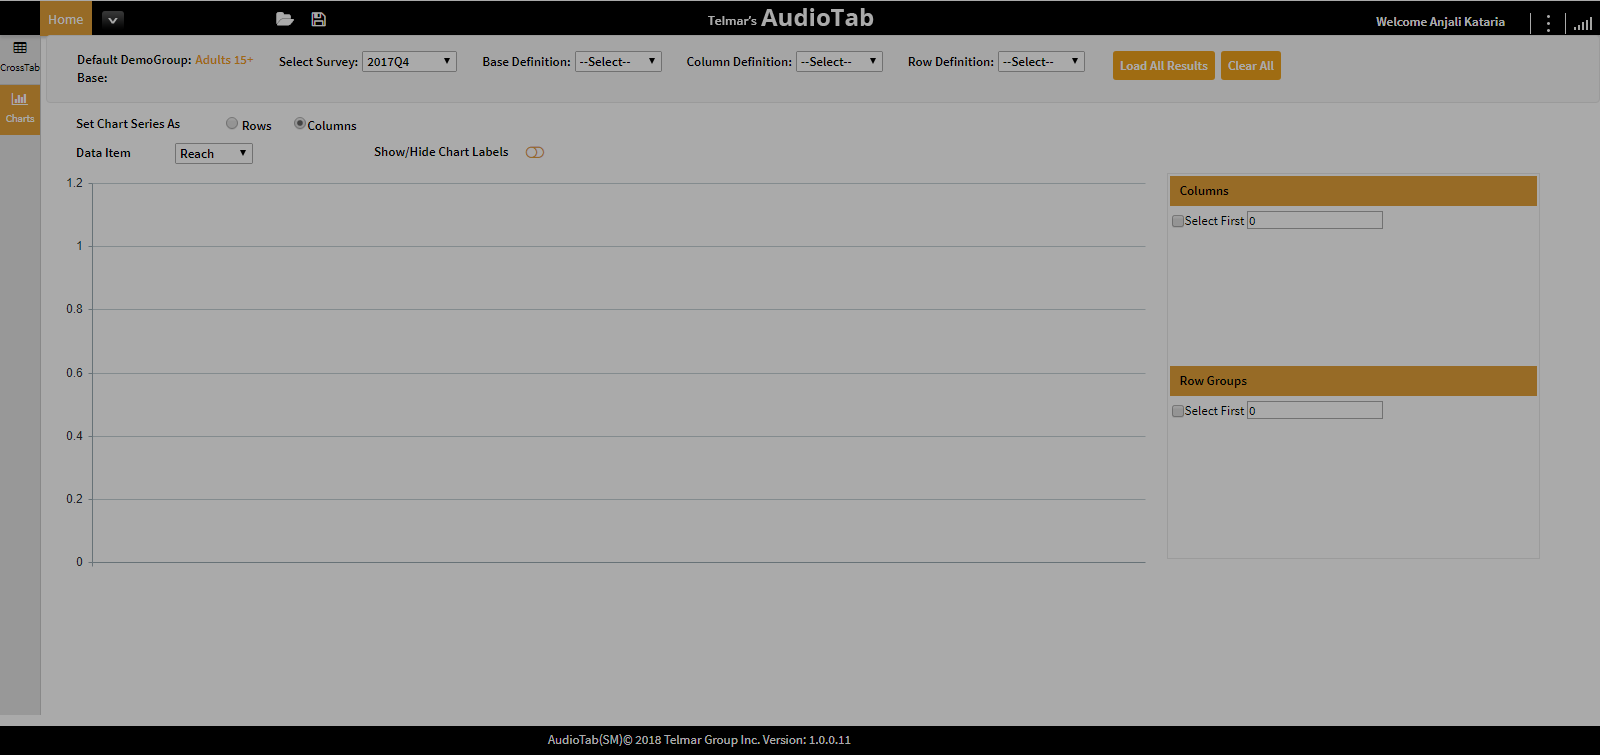 Home
Telmar's AudioTab
Welcome Anjali Kataria
CrossTab
Charts
Default DemoGroup: Adults 15+
Base:
Select Survey: 2017Q4
Base Definition: --Select--
Column Definition: --Select--
Row Definition: --Select--
Load All Results
Clear All
Set Chart Series As
Rows
Columns
Data Item
Reach
Show/Hide Chart Labels
1.2
1
0.8
0.6
0.4
0.2
0
Columns
Select First 0
Row Groups
Select First 0
AudioTab(SM)© 2018 Telmar Group Inc. Version: 1.0.0.11